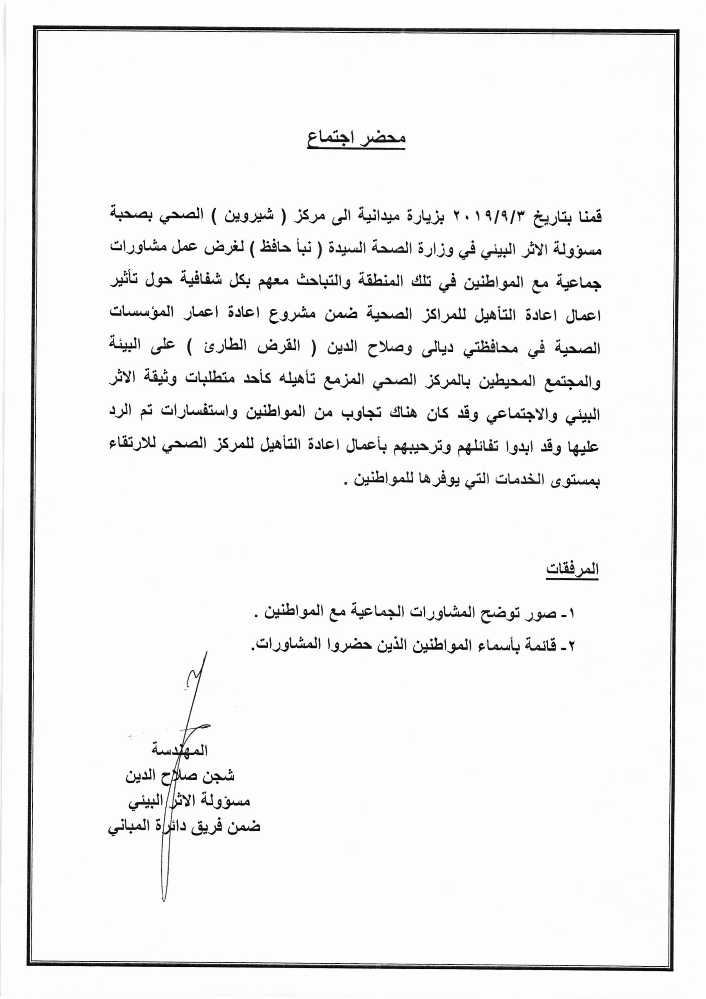 محضر اجتماع
قمنا بتاريخ ٢٠١٩/٩/٣ بزيارة ميدانية الى مركز ( شيروين ) الصحي بصحبة
مسؤولة الاثر البيئي في وزارة الصحة السيدة ( نبأ حافظ ) لغرض عمل مشاورات
جماعية مع المواطنين في تلك المنطقة والتباحث معهم بكل شفافية حول تأثير
اعمال اعادة التأهيل للمراكز الصحية ضمن مشروع اعادة اعمار المؤسسات
الصحية في محافظتي ديالى وصلاح الدين ( القرض الطارئ ) على البيئة
والمجتمع المحيطين بالمركز الصحي المزمع تأهيله كأحد متطلبات وثيقة الاثر
البيئي والاجتماعي وقد كان هناك تجاوب من المواطنين واستفسارات تم الرد
عليها وقد ابدوا تفائلهم وترحيبهم بأعمال اعادة التأهيل للمركز الصحي للارتقاء
بمستوى الخدمات التي يوفرها للمواطنين .
المرفقات
١- صور توضح المشاورات الجماعية مع المواطنين .
٢- قائمة بأسماء المواطنين الذين حضروا المشاورات.
المهندسة
شجن صلاح الدين
مسؤولة الاثر البيئي
ضمن فريق دائرة المباني